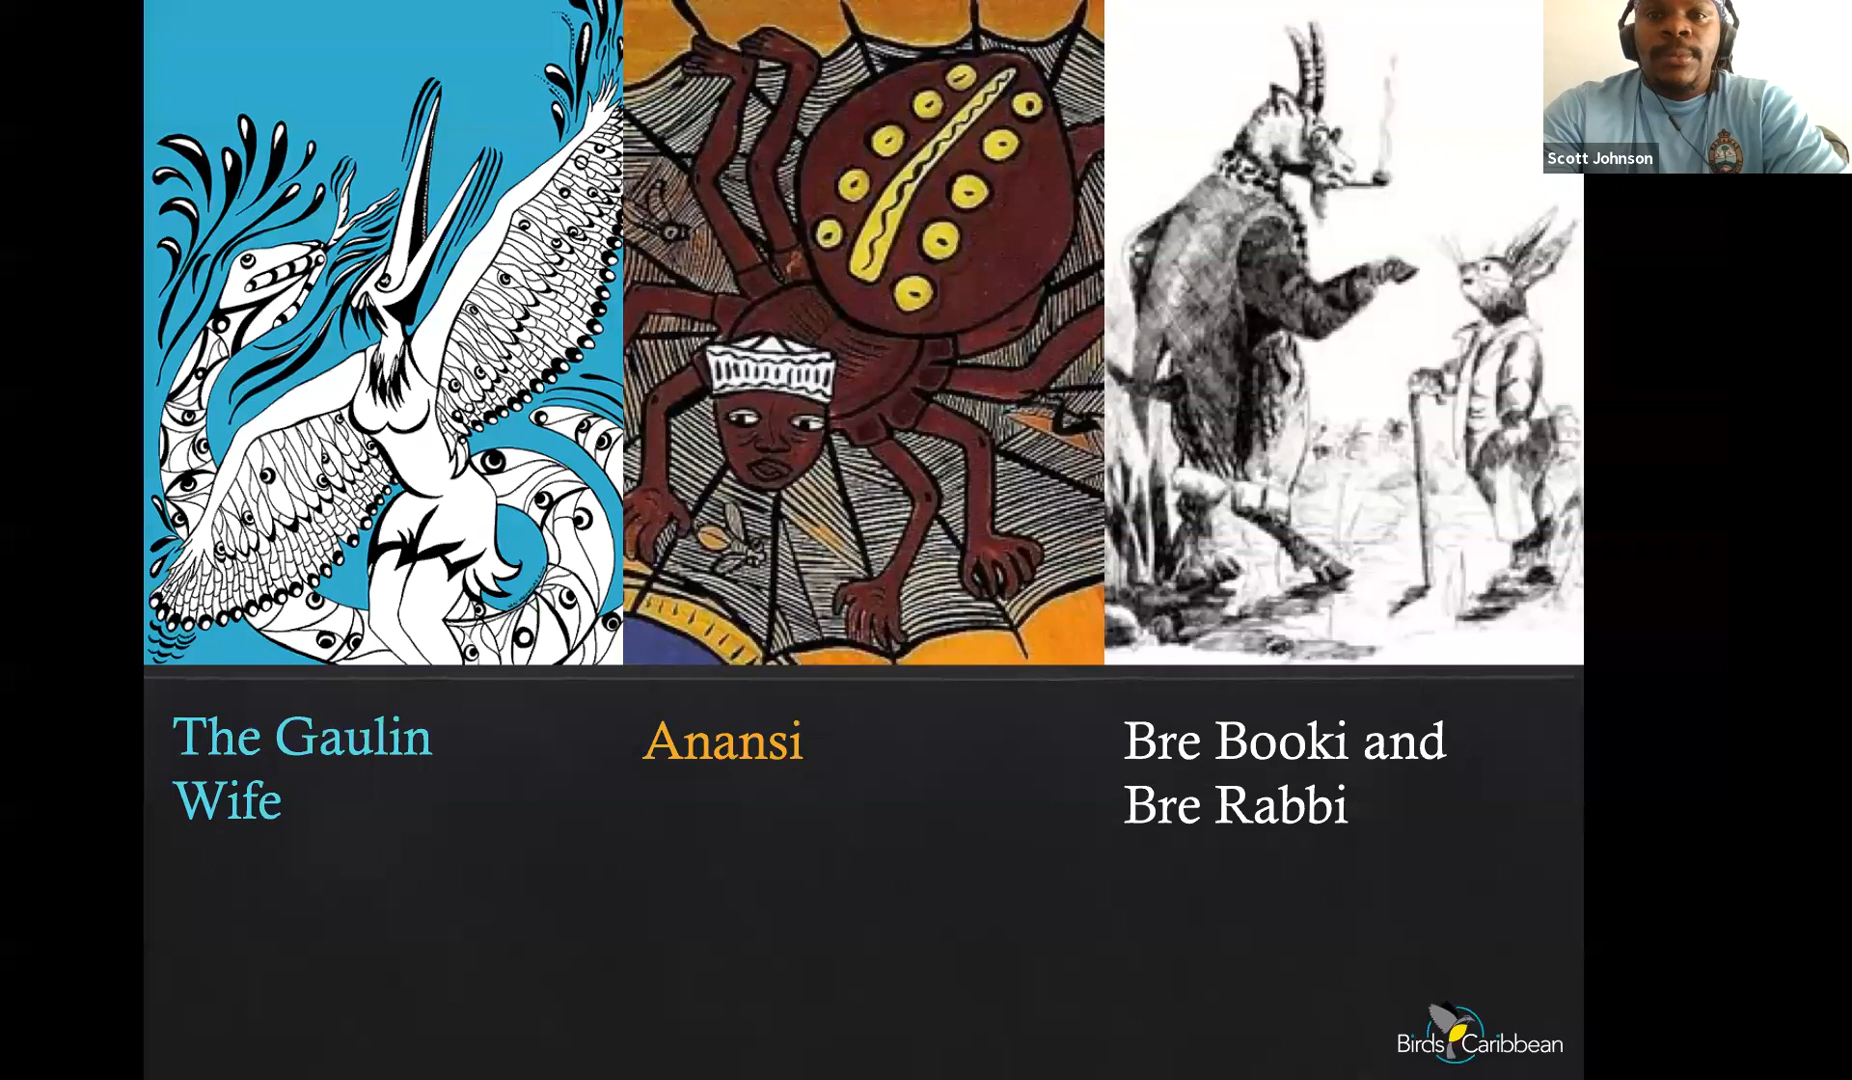 Scott Johnson
The Gaulin
Wife
Anansi
Bre Booki and
Bre Rabbi
Birds Caribbean